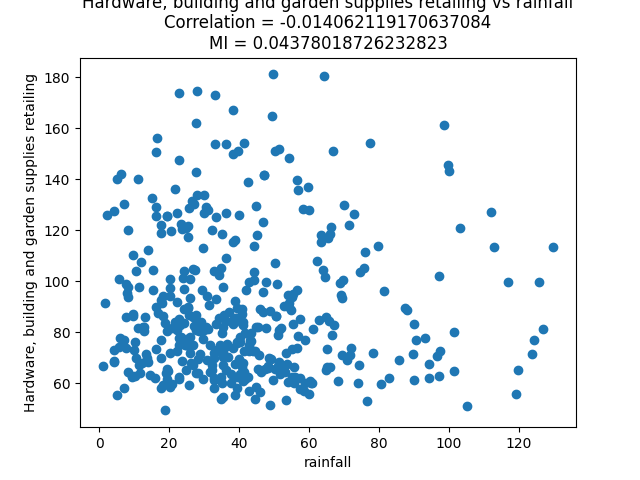 Hardware, building and garden supplies retailing vs rainfall
Correlation = -0.014062119170637084
MI = 0.04378018726232823
Hardware, building and garden supplies retailing
180
160
140
120
100
80
60
0 20 40 60 80 100 120
rainfall